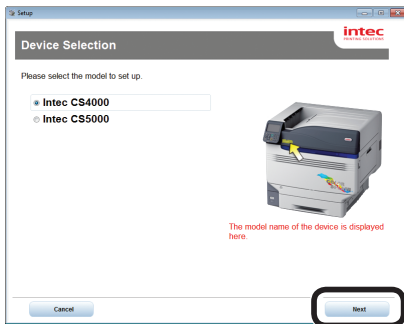 Setup
Device Selection
intec
PRINTING SOLUTIONS
Please select the model to set up.
Intec CS4000
Intec CS5000
The model name of the device is displayed
here.
Cancel
Next